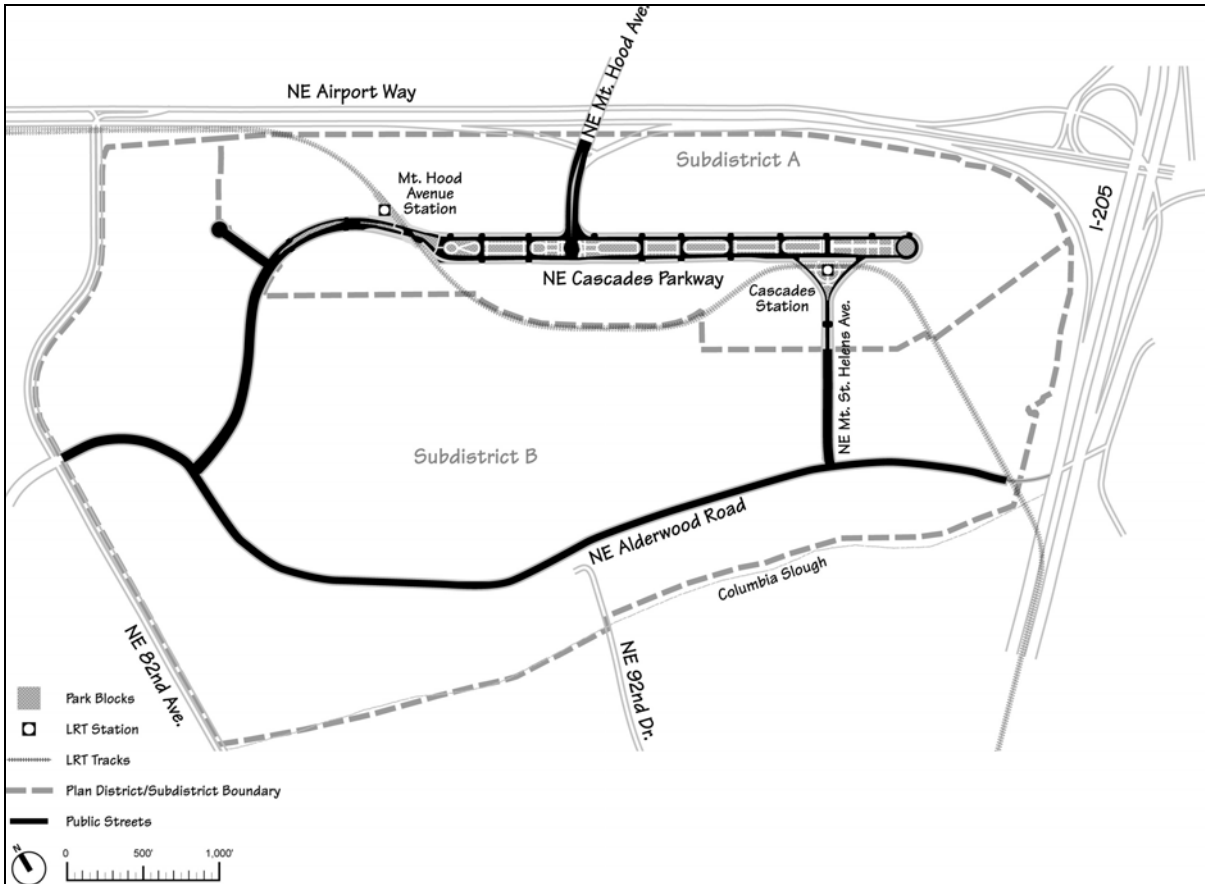 NE Mt. Hood Ave.
NE Airport Way
Subdistrict A
Mt. Hood
Avenue
Station
I-205
NE Cascades Parkway
Cascades
Station
NE Mt. St. Helens Ave.
Subdistrict B
NE Alderwood Road
Columbia Slough
NE 82nd Ave.
NE 92nd Dr.
Park Blocks
LRT Station
LRT Tracks
Plan District/Subdistrict Boundary
Public Streets
N
0 500' 1,000'